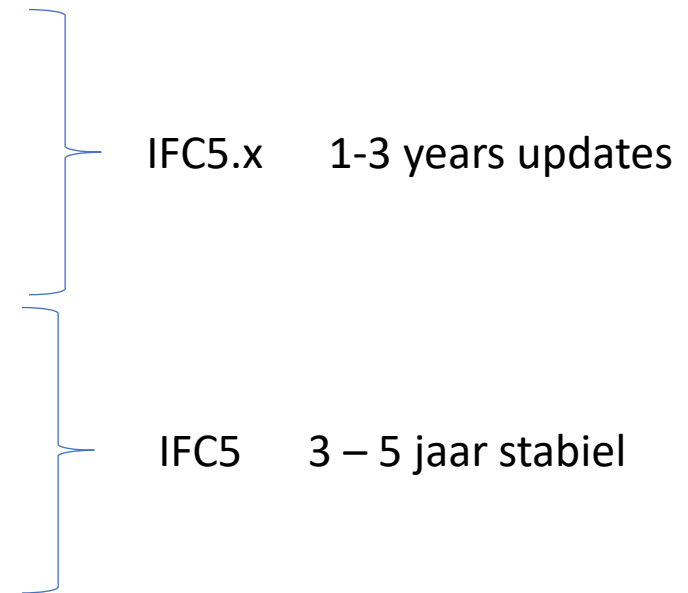 IFC5.x 1-3 years updates
IFC5 3 – 5 jaar stabiel